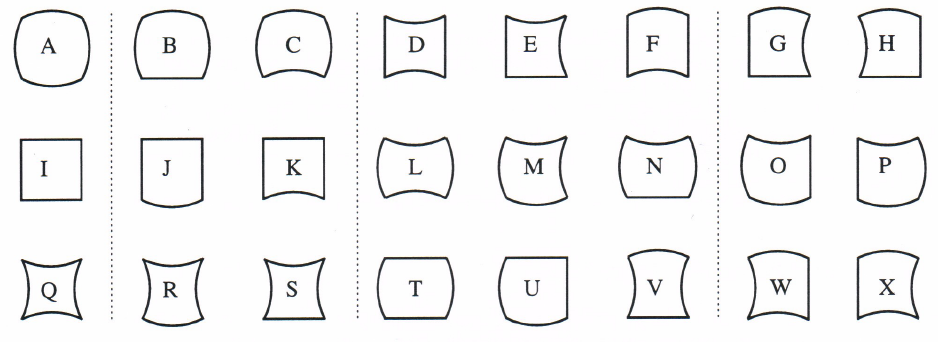 A B C D E F G H
I J K L M N O P
Q R S T U V W X